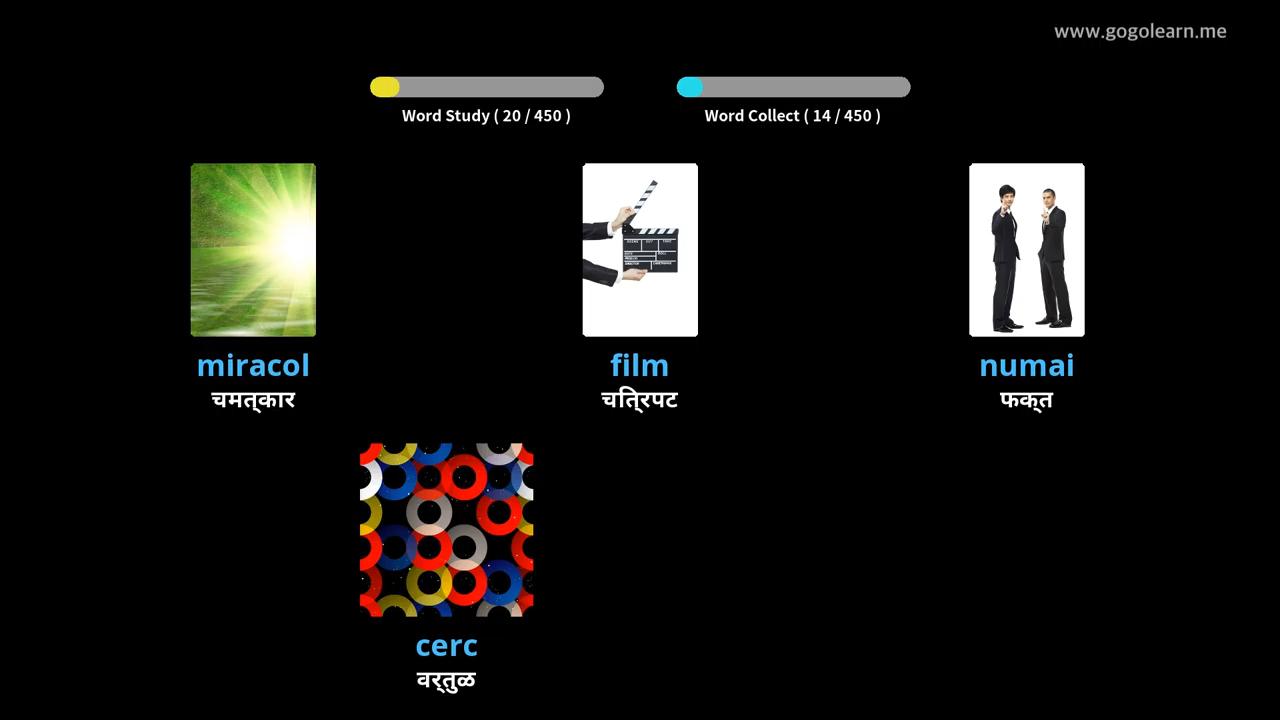 www.gogolearn.me
Word Study ( 20 / 450 )
Word Collect ( 14 / 450 )
miracol
film
numai
चमत्कार
चित्रपट
फक्त
cerc
वर्तुळ